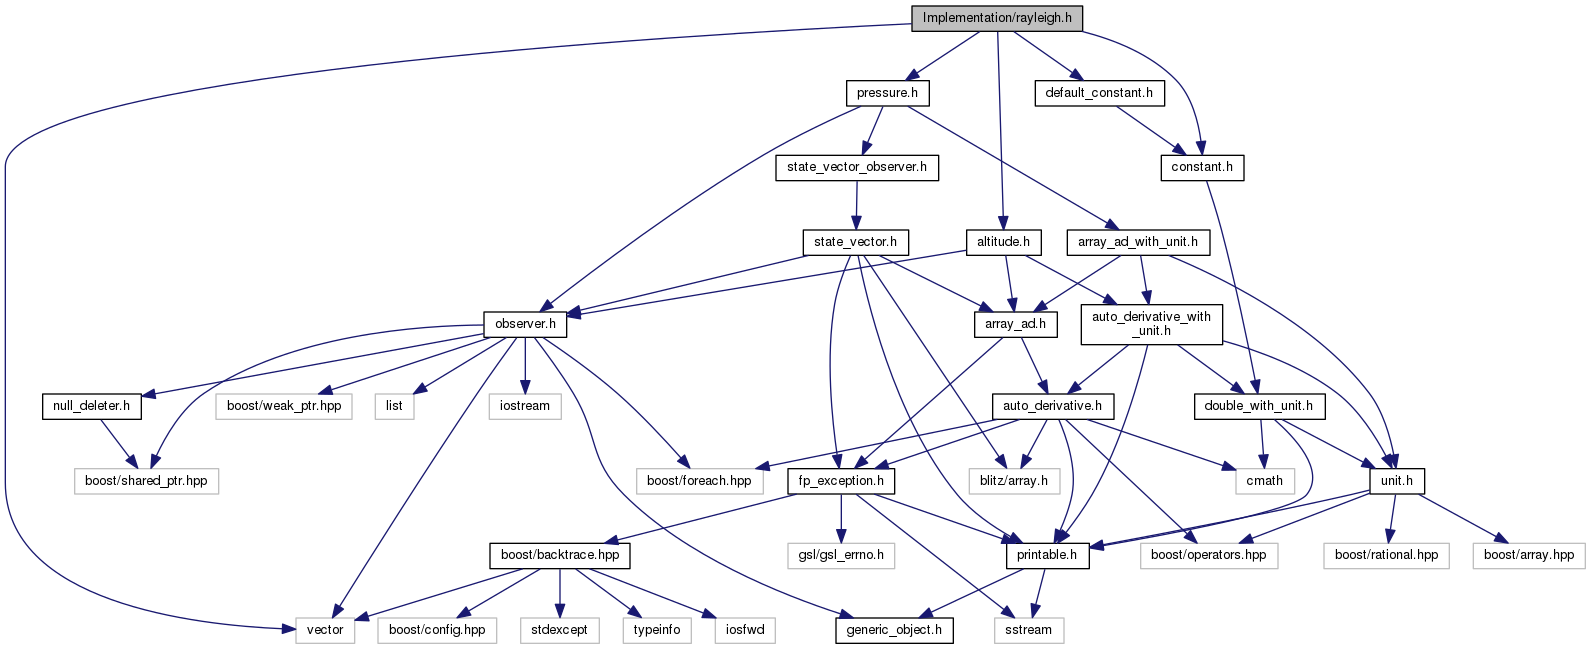 Implementation/rayleigh.h
pressure.h
default_constant.h
state_vector_observer.h
constant.h
state_vector.h
altitude.h
array_ad_with_unit.h
observer.h
array_ad.h
auto_derivative_with
_unit.h
null_deleter.h
boost/weak_ptr.hpp
list
iostream
auto_derivative.h
double_with_unit.h
boost/shared_ptr.hpp
boost/foreach.hpp
fp_exception.h
blitz/array.h
cmath
unit.h
boost/backtrace.hpp
gsl/gsl_errno.h
printable.h
boost/operators.hpp
boost/rational.hpp
boost/array.hpp
vector
boost/config.hpp
stdexcept
typeinfo
iosfwd
generic_object.h
sstream